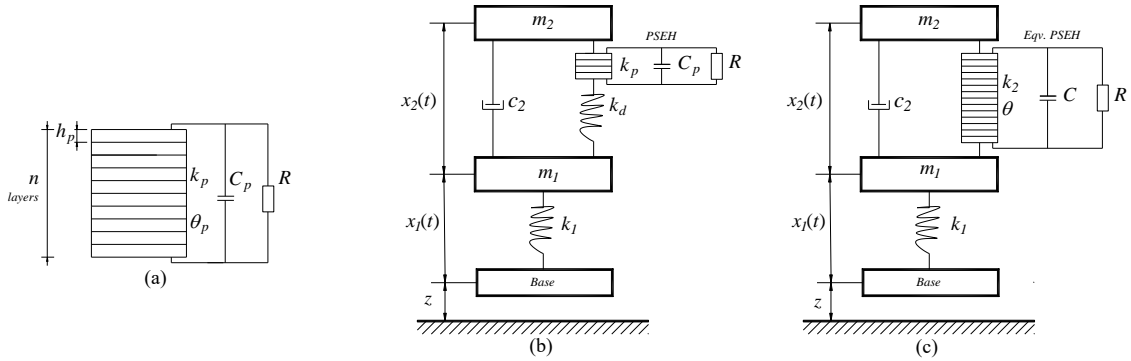 h_p
n
layers
k_p
C_p
R
θ_p
(a)
m_2
PSEH
k_p
C_p
R
x_2(t)
c_2
k_d
m_1
x_1(t)
k_1
Base
z
(b)
m_2
Eqv. PSEH
x_2(t)
c_2
k_2
θ
C
R
m_1
x_1(t)
k_1
Base
z
(c)